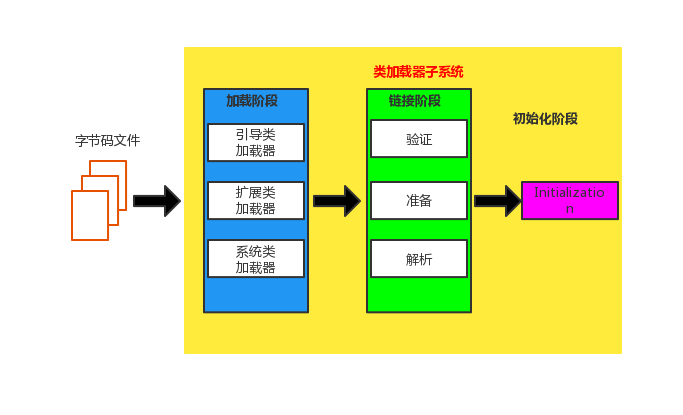 类加载器子系统
字节码文件
加载阶段
引导类
加载器
扩展类
加载器
系统类
加载器
链接阶段
验证
准备
解析
初始化阶段
Initializatio
n